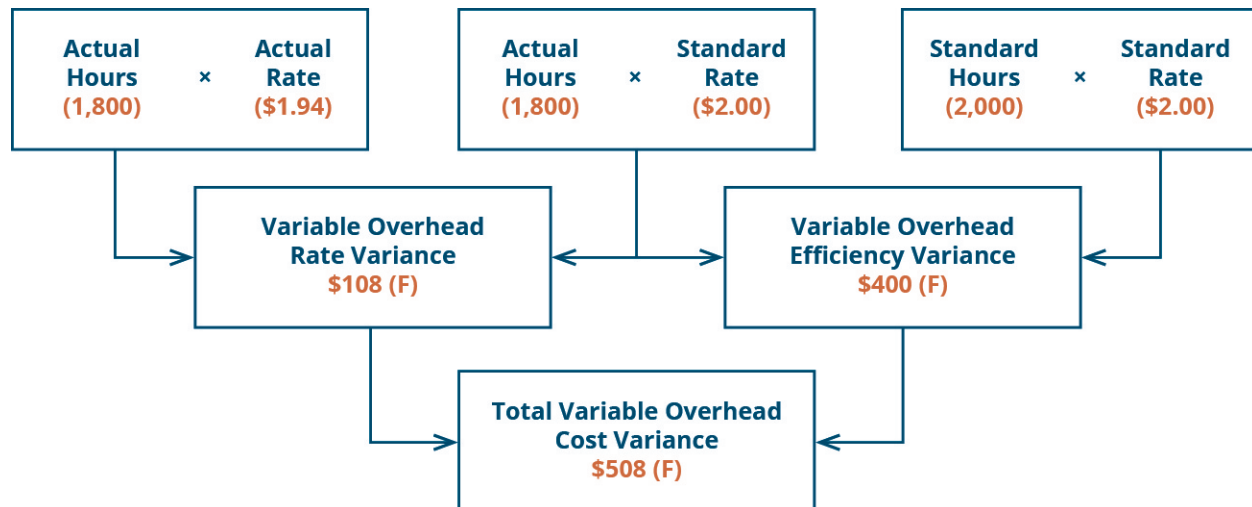 Actual Hours (1,800) × Actual Rate ($1.94)
Actual Hours (1,800) × Standard Rate ($2.00)
Standard Hours (2,000) × Standard Rate ($2.00)
Variable Overhead
Rate Variance
$108 (F)
Variable Overhead
Efficiency Variance
$400 (F)
Total Variable Overhead
Cost Variance
$508 (F)